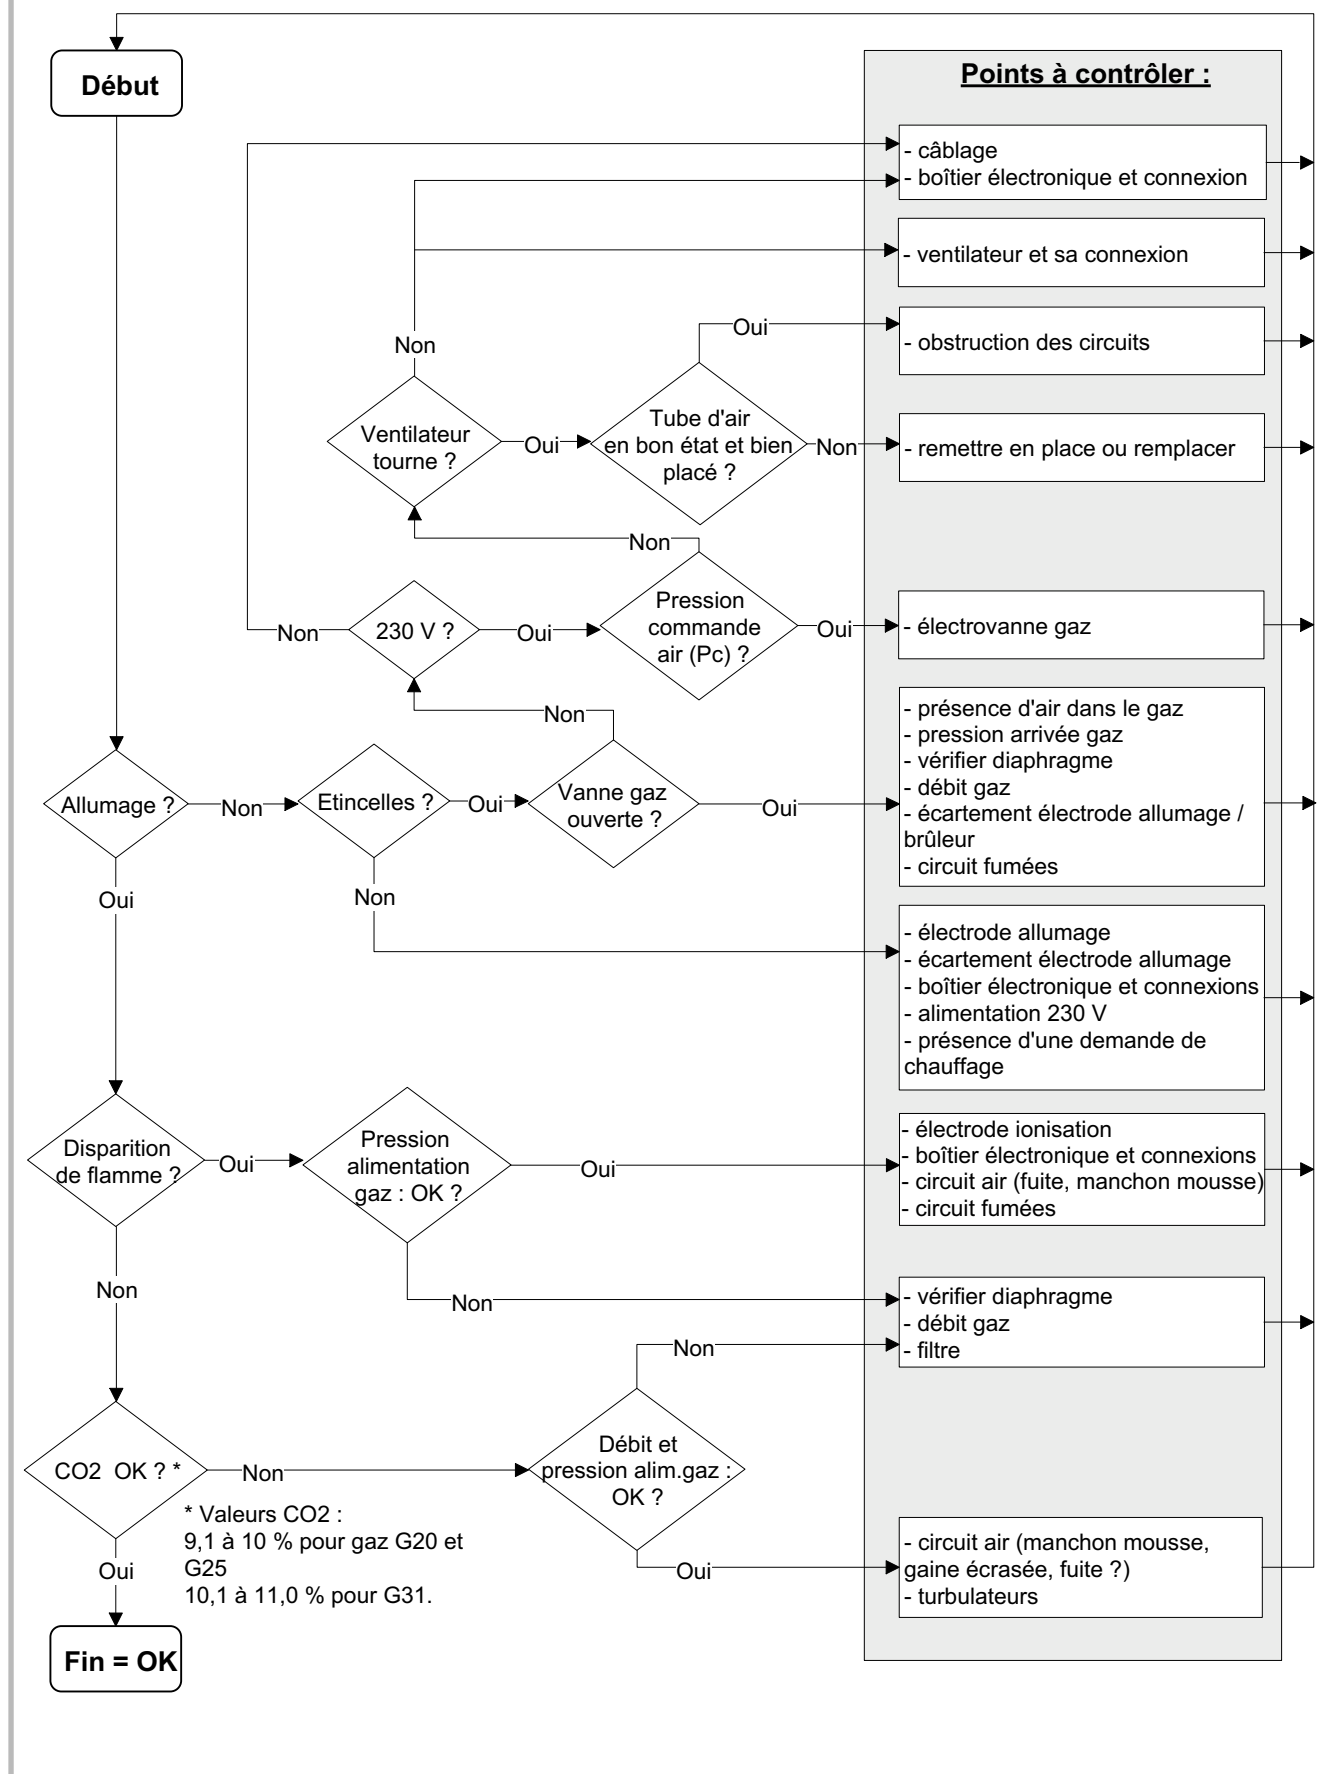 Début
Points à contrôler :
- câblage
- boîtier électronique et connexion
- ventilateur et sa connexion
Oui
- obstruction des circuits
Non
Ventilateur
tourne ?
Oui
Tube d'air
en bon état et bien
placé ?
Non
- remettre en place ou remplacer
Non
Non
230 V ?
Oui
Pression
commande
air (Pc) ?
Oui
- électrovanne gaz
Non
Allumage ?
Non
Etincelles ?
Oui
Vanne gaz
ouverte ?
Oui
- présence d'air dans le gaz
- pression arrivée gaz
- vérifier diaphragme
- débit gaz
- écartement électrode allumage /
brûleur
- circuit fumées
Oui
Non
- électrode allumage
- écartement électrode allumage
- boîtier électronique et connexions
- alimentation 230 V
- présence d'une demande de
chauffage
Disparition
de flamme ?
Oui
Pression
alimentation
gaz : OK ?
Oui
- électrode ionisation
- boîtier électronique et connexions
- circuit air (fuite, manchon mousse)
- circuit fumées
Non
Non
- vérifier diaphragme
- débit gaz
- filtre
Non
CO2 OK ? *
Non
Débit et
pression alim.gaz :
OK ?
* Valeurs CO2 :
9,1 à 10 % pour gaz G20 et
G25
10,1 à 11,0 % pour G31.
Oui
Oui
- circuit air (manchon mousse,
gaine écrasée, fuite ?)
- turbulateurs
Fin = OK